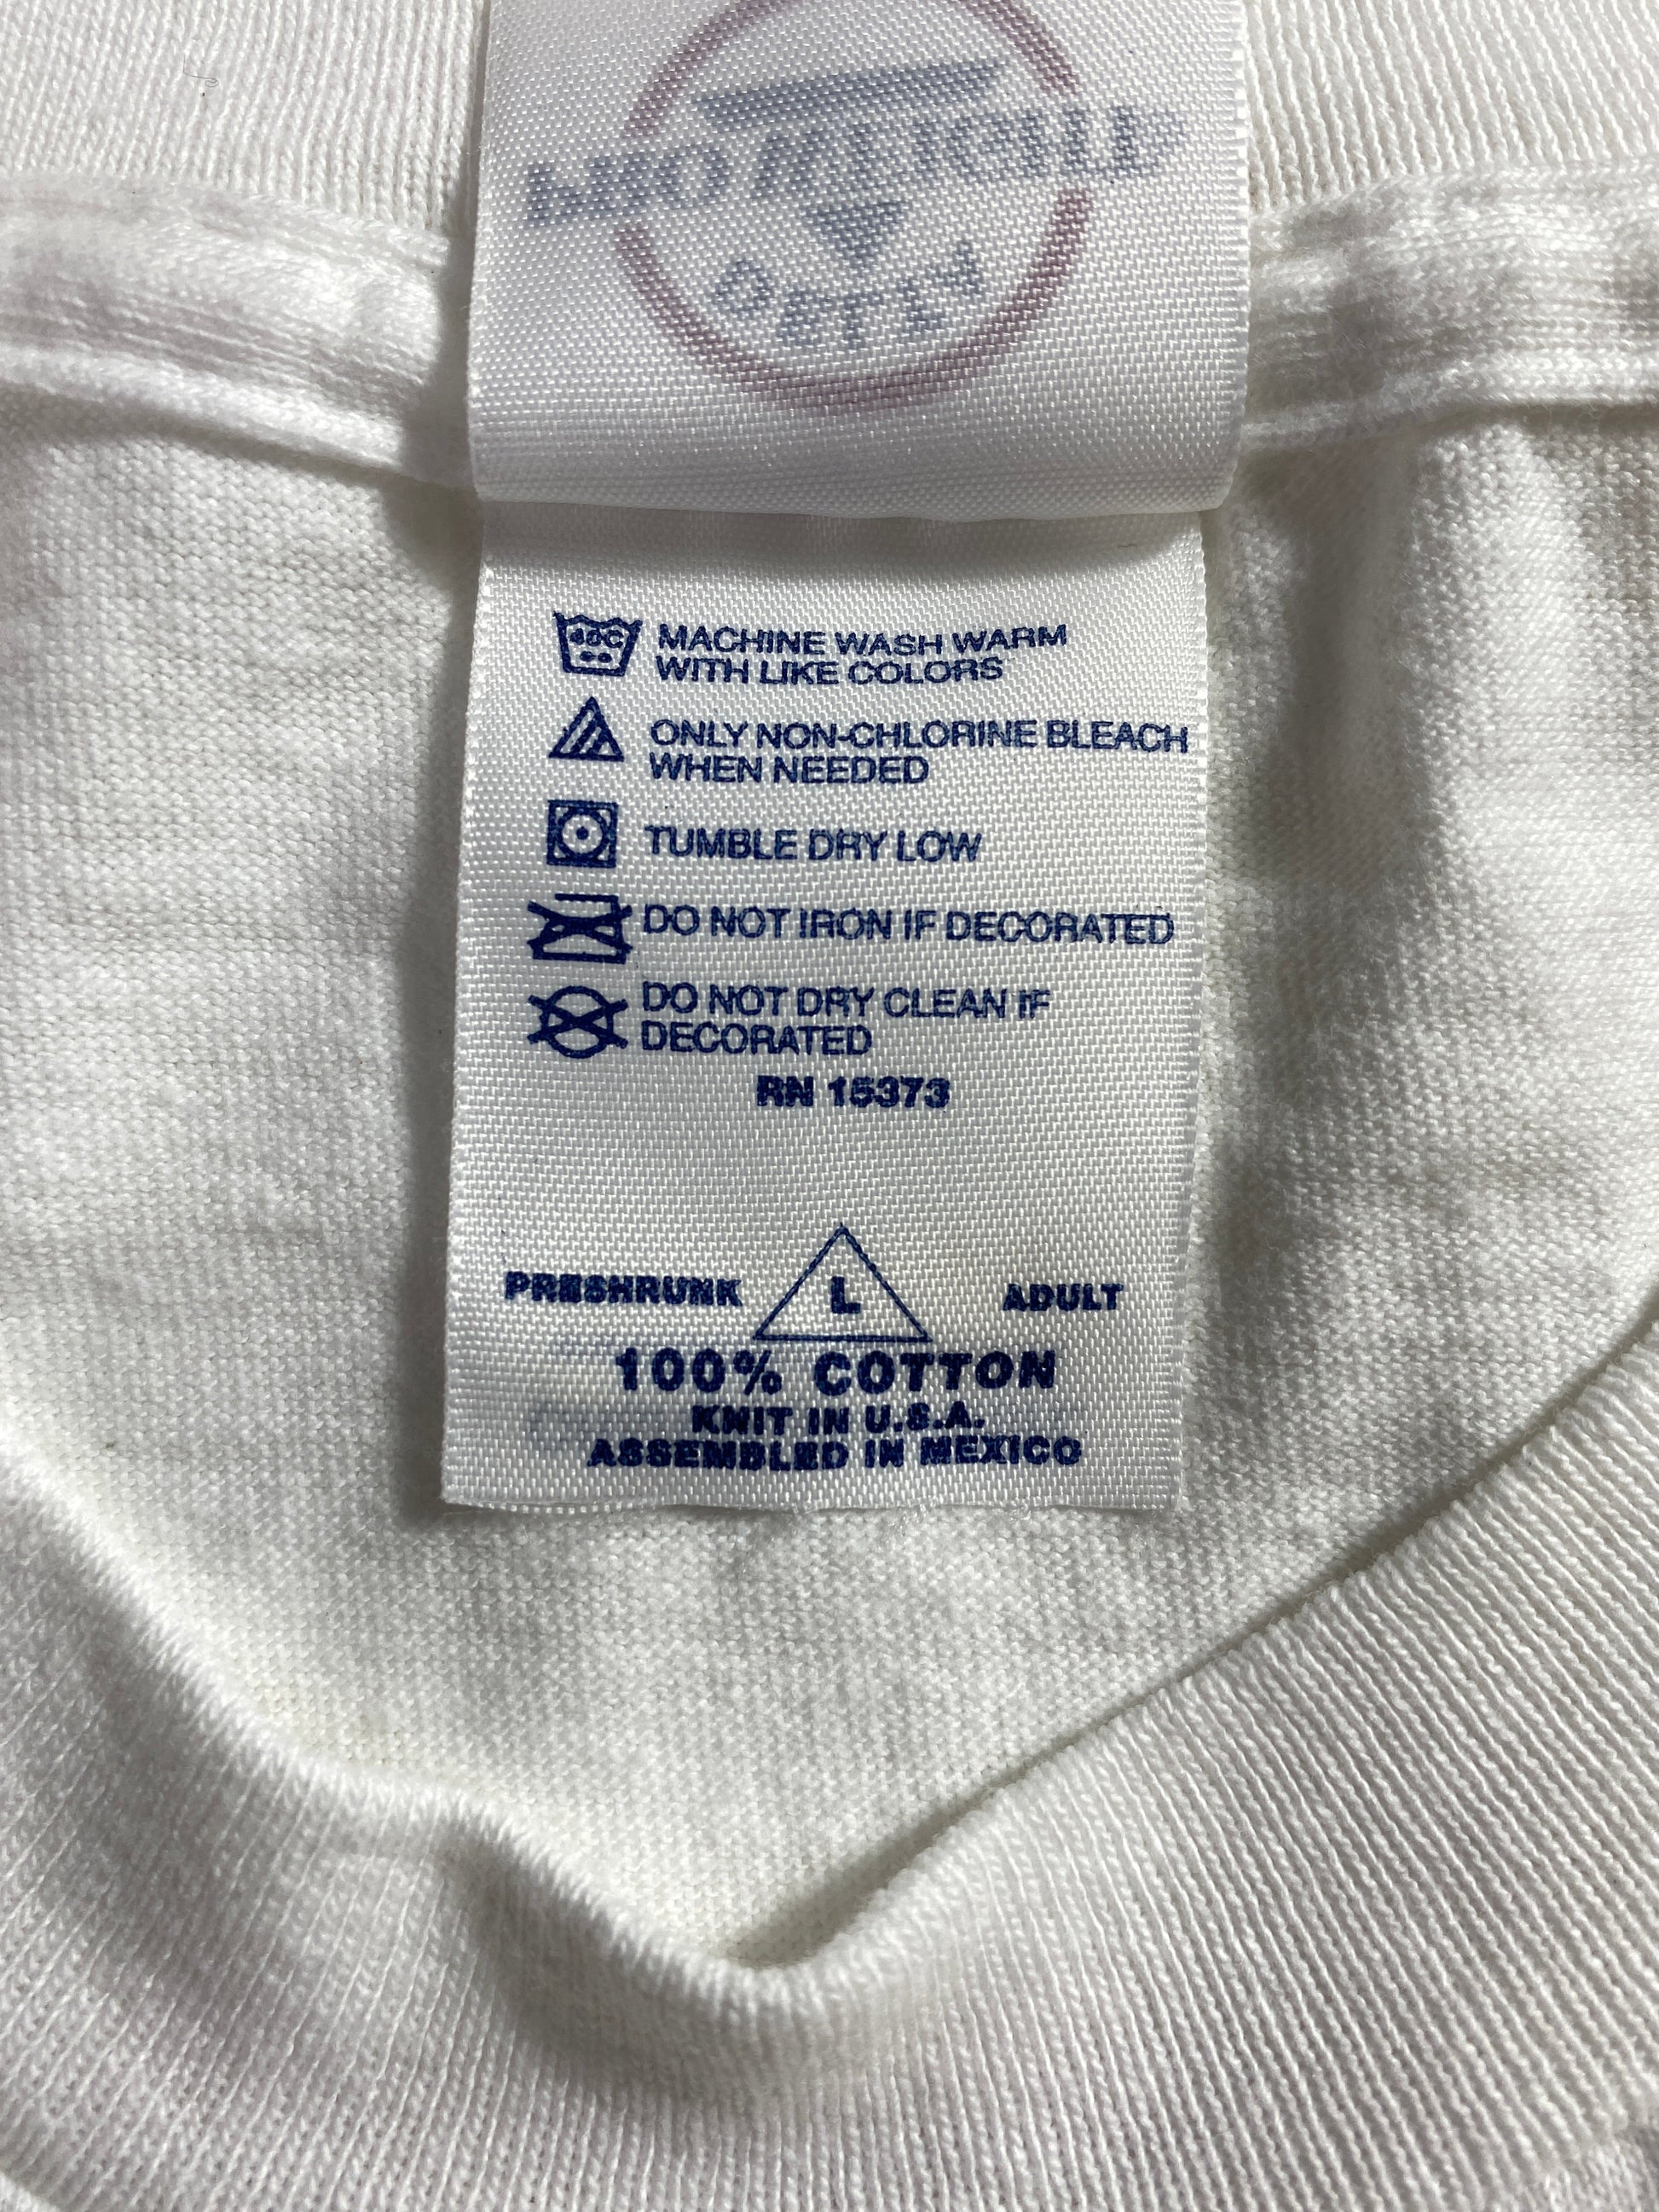 40C
MACHINE WASH WARM
WITH LIKE COLORS
ONLY NON-CHLORINE BLEACH
WHEN NEEDED
TUMBLE DRY LOW
DO NOT IRON IF DECORATED
DO NOT DRY CLEAN IF
DECORATED
RN 15373
PRESHRUNK L ADULT
100% COTTON
KNIT IN U.S.A.
ASSEMBLED IN MEXICO